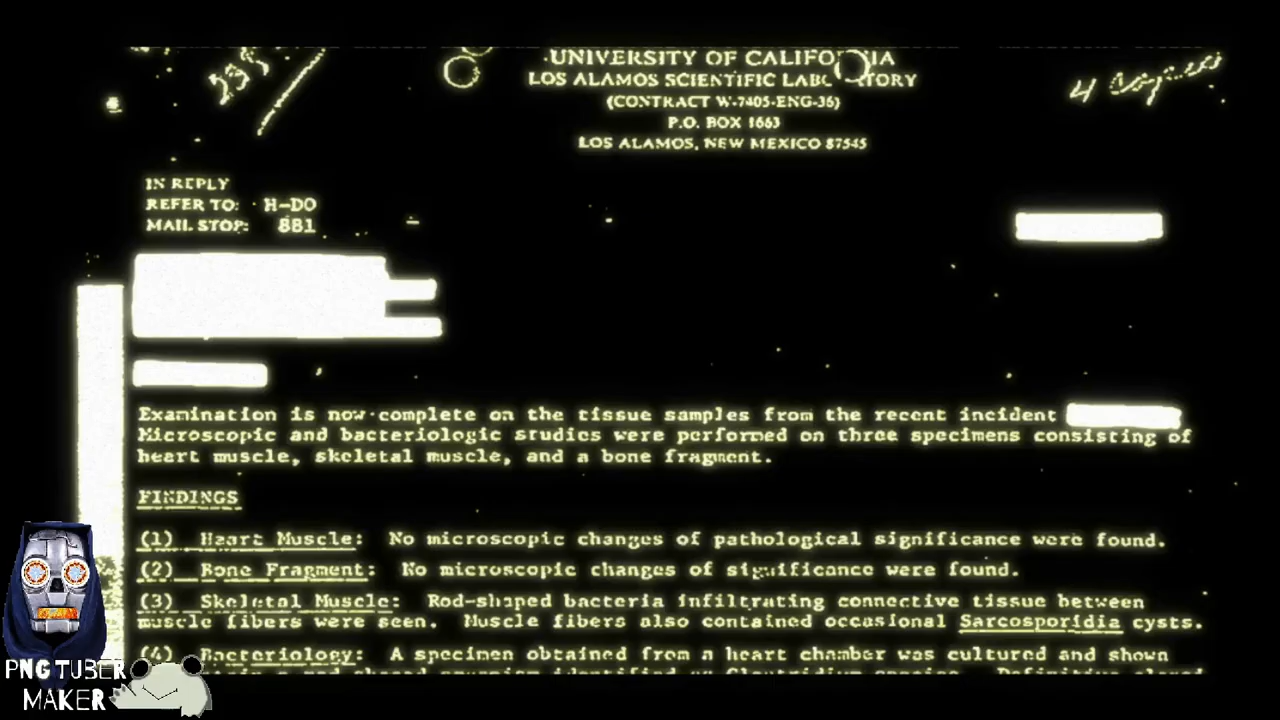 239
UNIVERSITY OF CALIFO IA
4 Copies
LOS ALAMOS SCIENTIFIC LABO TORY
(CONTRACT W-7405-ENG-36)
P.O. BOX 1663
LOS ALAMOS, NEW MEXICO 87545
IN REPLY
REFER TO: H-DO
MAIL STOP: 881
Examination is now complete on the tissue samples from the recent incident
Microscopic and bacteriologic studies were performed on three specimens consisting of
heart muscle, skeletal muscle, and a bone fragment.
FINDINGS
(1) Heart Muscle: No microscopic changes of pathological significance were found.
(2) Bone Fragment: No microscopic changes of significance were found.
(3) Skeletal Muscle: Rod-shaped bacteria infiltrating connective tissue between
muscle fibers were seen. Muscle fibers also contained occasional Sarcosporidia cysts.
(4) Bacteriology: A specimen obtained from a heart chamber was cultured and shown
PNGTUBER
MAKER